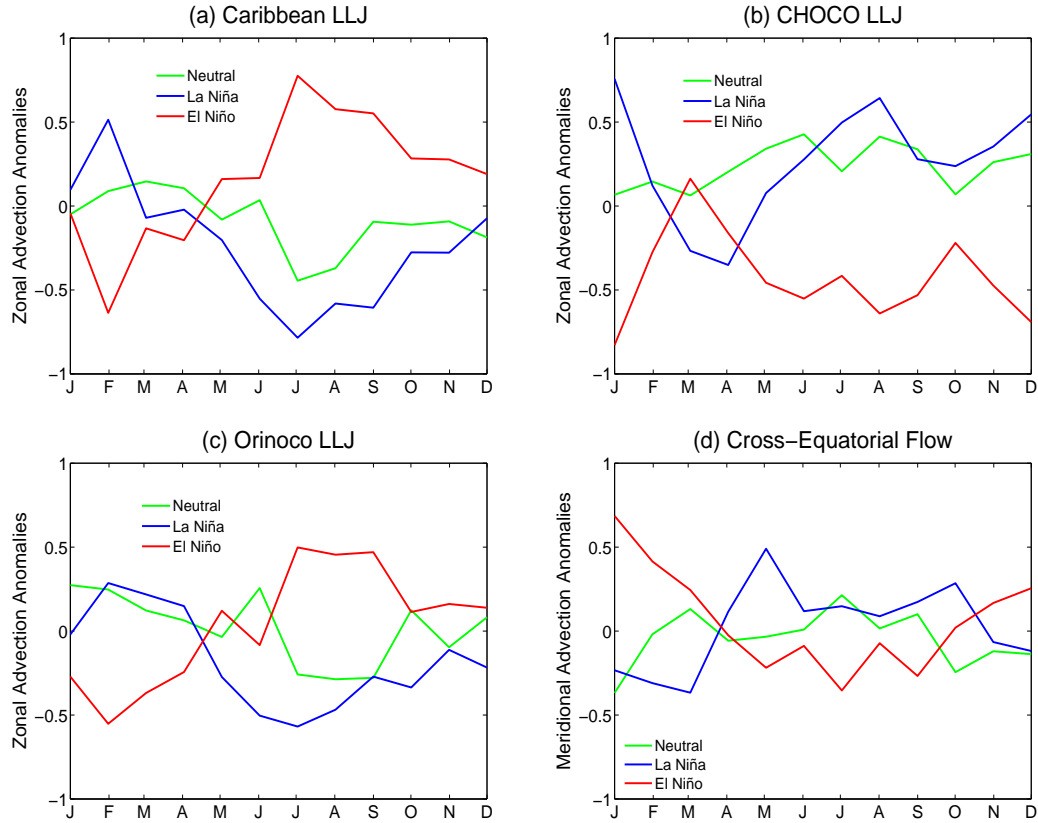 (a) Caribbean LLJ
Zonal Advection Anomalies
1
0.5
0
−0.5
−1
J F M A M J J A S O N D
Neutral
La Niña
El Niño
(b) CHOCO LLJ
Zonal Advection Anomalies
1
0.5
0
−0.5
−1
J F M A M J J A S O N D
Neutral
La Niña
El Niño
(c) Orinoco LLJ
Zonal Advection Anomalies
1
0.5
0
−0.5
−1
J F M A M J J A S O N D
Neutral
La Niña
El Niño
(d) Cross−Equatorial Flow
Meridional Advection Anomalies
1
0.5
0
−0.5
−1
J F M A M J J A S O N D
Neutral
La Niña
El Niño